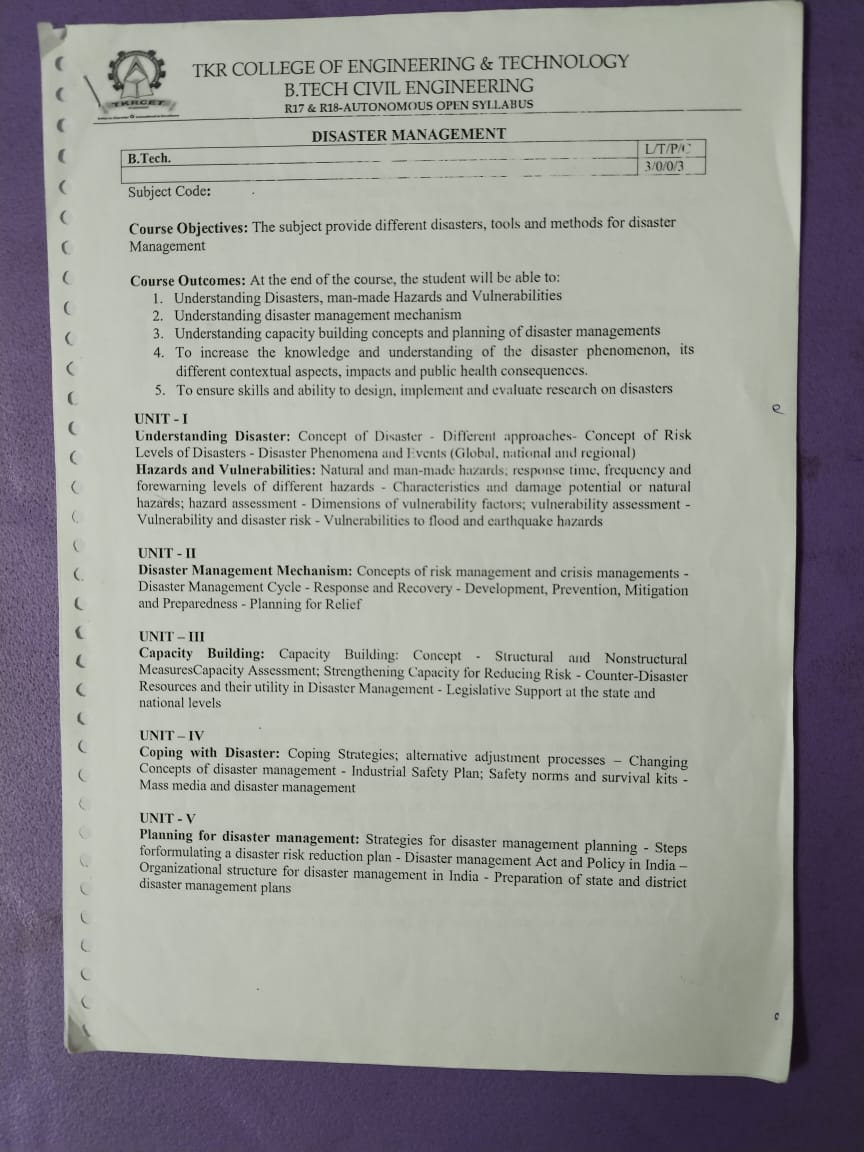 TKRCET
TKR COLLEGE OF ENGINEERING & TECHNOLOGY
B.TECH CIVIL ENGINEERING
R17 & R18-AUTONOMOUS OPEN SYLLABUS
DISASTER MANAGEMENT
B.Tech. L/T/P/C
3/0/0/3
Subject Code:
Course Objectives: The subject provide different disasters, tools and methods for disaster
Management
Course Outcomes: At the end of the course, the student will be able to:
1. Understanding Disasters, man-made Hazards and Vulnerabilities
2. Understanding disaster management mechanism
3. Understanding capacity building concepts and planning of disaster managements
4. To increase the knowledge and understanding of the disaster phenomenon, its
different contextual aspects, impacts and public health consequences.
5. To ensure skills and ability to design, implement and evaluate research on disasters
UNIT - I
Understanding Disaster: Concept of Disaster - Different approaches- Concept of Risk
Levels of Disasters - Disaster Phenomena and Events (Global, national and regional)
Hazards and Vulnerabilities: Natural and man-made hazards; response time, frequency and
forewarning levels of different hazards - Characteristics and damage potential or natural
hazards; hazard assessment - Dimensions of vulnerability factors; vulnerability assessment -
Vulnerability and disaster risk - Vulnerabilities to flood and earthquake hazards
UNIT - II
Disaster Management Mechanism: Concepts of risk management and crisis managements -
Disaster Management Cycle - Response and Recovery - Development, Prevention, Mitigation
and Preparedness - Planning for Relief
UNIT – III
Capacity Building: Capacity Building: Concept - Structural and Nonstructural
MeasuresCapacity Assessment; Strengthening Capacity for Reducing Risk - Counter-Disaster
Resources and their utility in Disaster Management - Legislative Support at the state and
national levels
UNIT – IV
Coping with Disaster: Coping Strategies; alternative adjustment processes – Changing
Concepts of disaster management - Industrial Safety Plan; Safety norms and survival kits -
Mass media and disaster management
UNIT - V
Planning for disaster management: Strategies for disaster management planning - Steps
forformulating a disaster risk reduction plan - Disaster management Act and Policy in India –
Organizational structure for disaster management in India - Preparation of state and district
disaster management plans